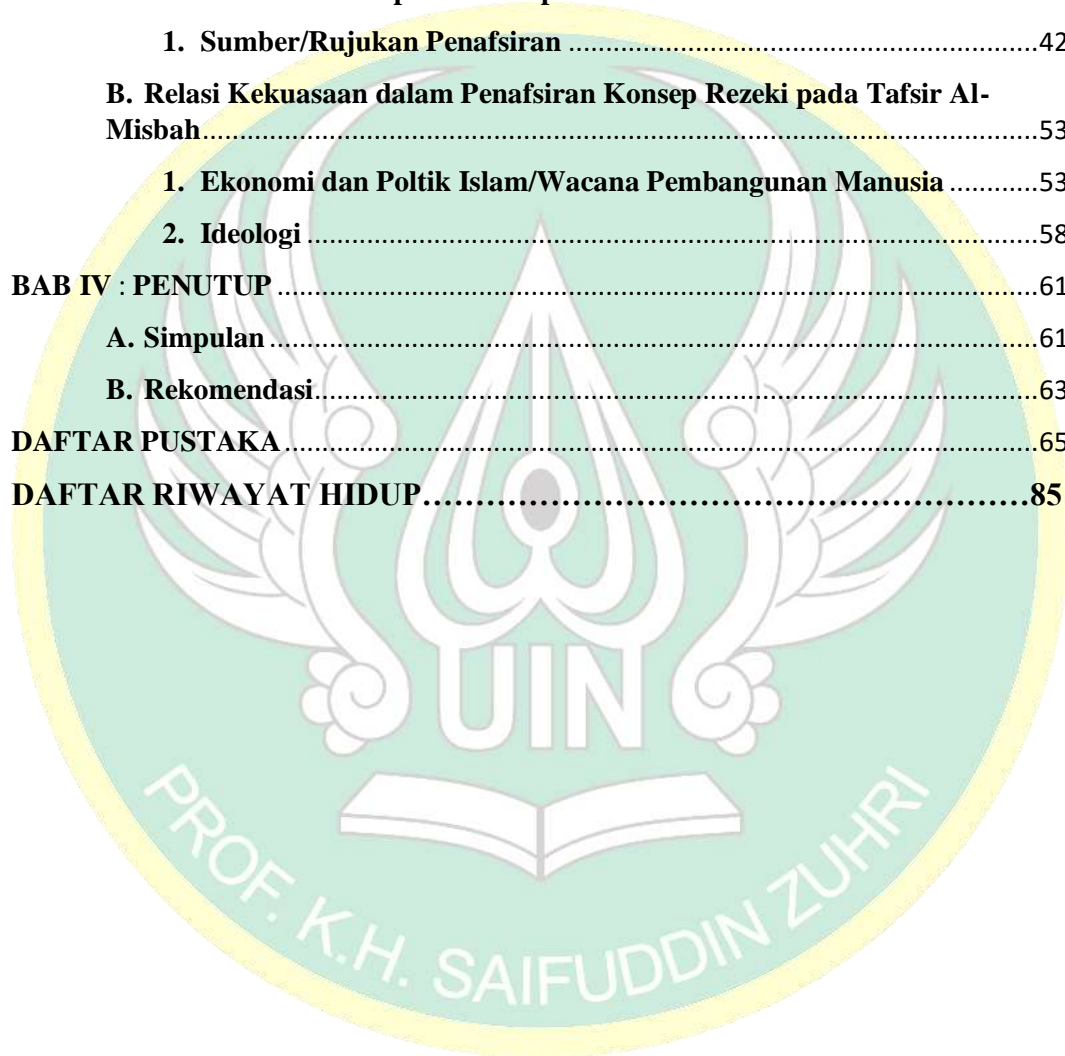 1. Sumber/Rujukan Penafsiran ........................................................42
B. Relasi Kekuasaan dalam Penafsiran Konsep Rezeki pada Tafsir Al-
Misbah........................................................53
1. Ekonomi dan Poltik Islam/Wacana Pembangunan Manusia ............53
2. Ideologi ........................................................58
BAB IV : PENUTUP ........................................................61
A. Simpulan ........................................................61
B. Rekomendasi........................................................63
DAFTAR PUSTAKA ........................................................65
DAFTAR RIWAYAT HIDUP........................................................85
UIN
PROF. K.H. SAIFUDDIN ZUHRI